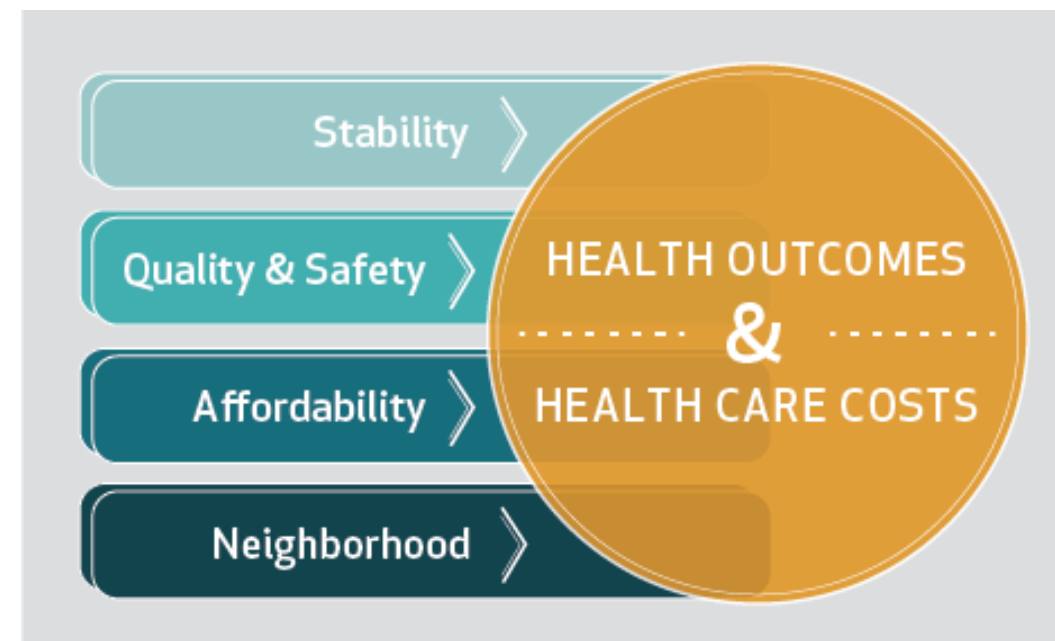 Stability
Quality & Safety
Affordability
Neighborhood
HEALTH OUTCOMES
&
HEALTH CARE COSTS